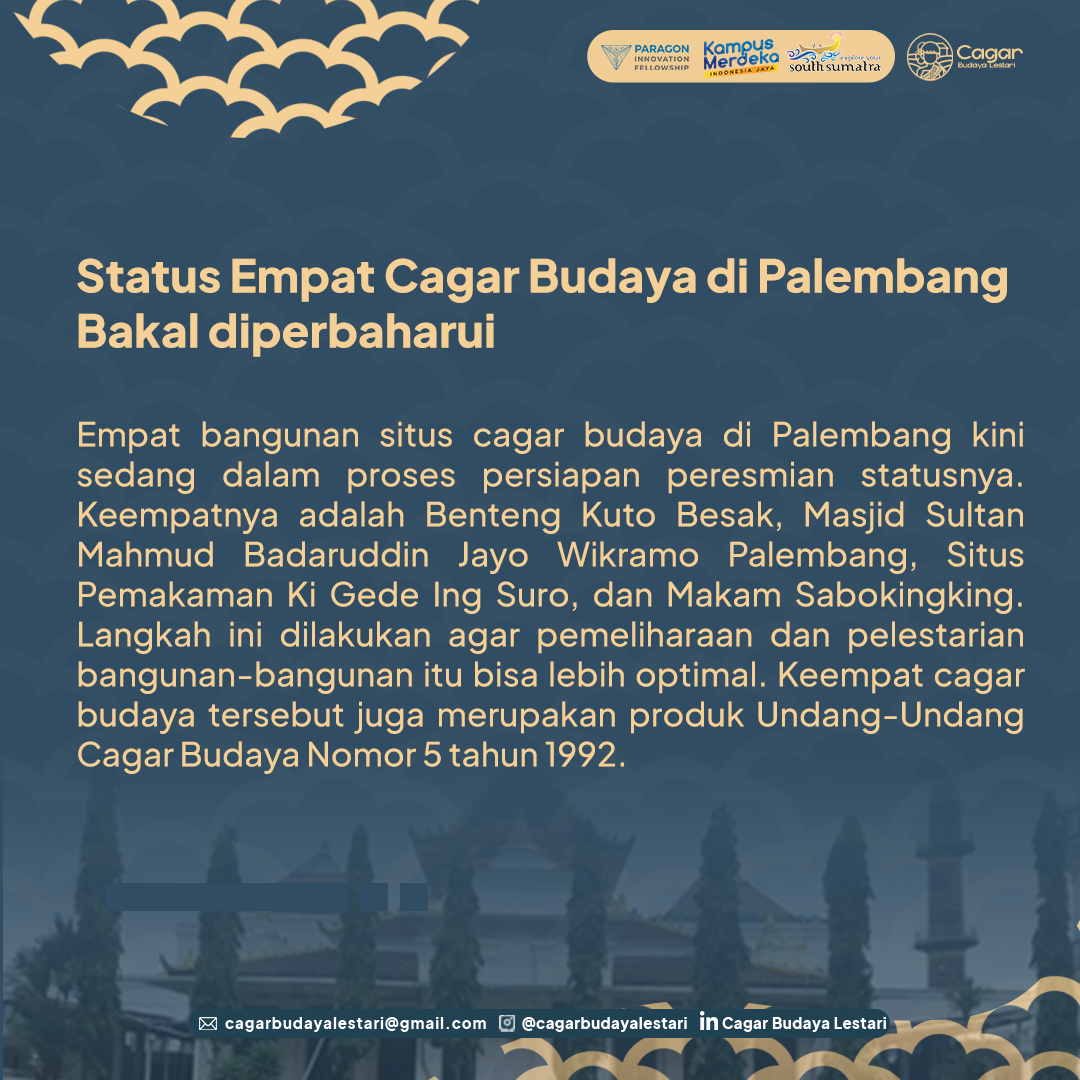 PARAGON
INNOVATION
FELLOWSHIP
Kampus
Merdeka
INDONESIA JAYA
explore your
south sumatra
Cagar
Budaya Lestari
Status Empat Cagar Budaya di Palembang
Bakal diperbaharui
Empat bangunan situs cagar budaya di Palembang kini
sedang dalam proses persiapan peresmian statusnya.
Keempatnya adalah Benteng Kuto Besak, Masjid Sultan
Mahmud Badaruddin Jayo Wikramo Palembang, Situs
Pemakaman Ki Gede Ing Suro, dan Makam Sabokingking.
Langkah ini dilakukan agar pemeliharaan dan pelestarian
bangunan-bangunan itu bisa lebih optimal. Keempat cagar
budaya tersebut juga merupakan produk Undang-Undang
Cagar Budaya Nomor 5 tahun 1992.
cagarbudayalestari@gmail.com @cagarbudayalestari in Cagar Budaya Lestari